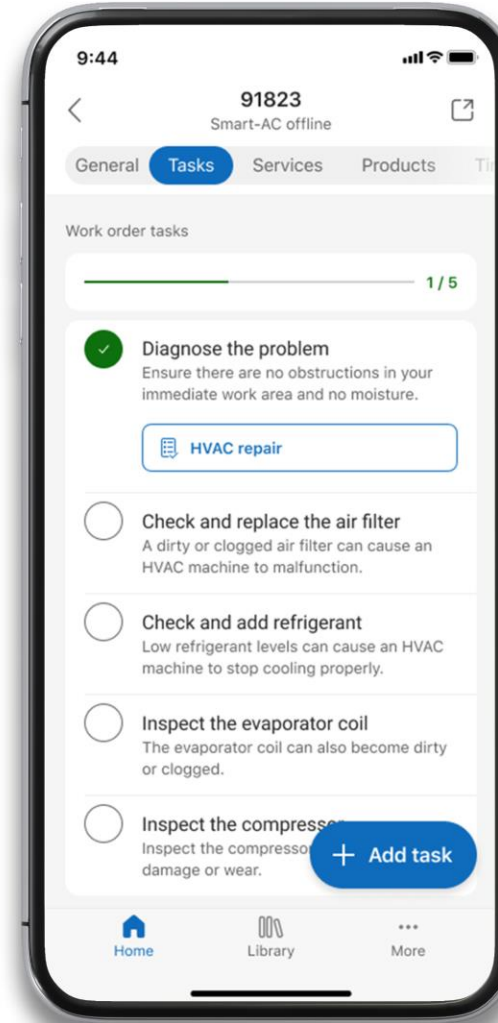 9:44
91823
Smart-AC offline
General Tasks Services Products
Work order tasks
1 / 5
Diagnose the problem
Ensure there are no obstructions in your
immediate work area and no moisture.
HVAC repair
Check and replace the air filter
A dirty or clogged air filter can cause an
HVAC machine to malfunction.
Check and add refrigerant
Low refrigerant levels can cause an HVAC
machine to stop cooling properly.
Inspect the evaporator coil
The evaporator coil can also become dirty
or clogged.
Inspect the compressor
Inspect the compressor
damage or wear.
+ Add task
Home Library More